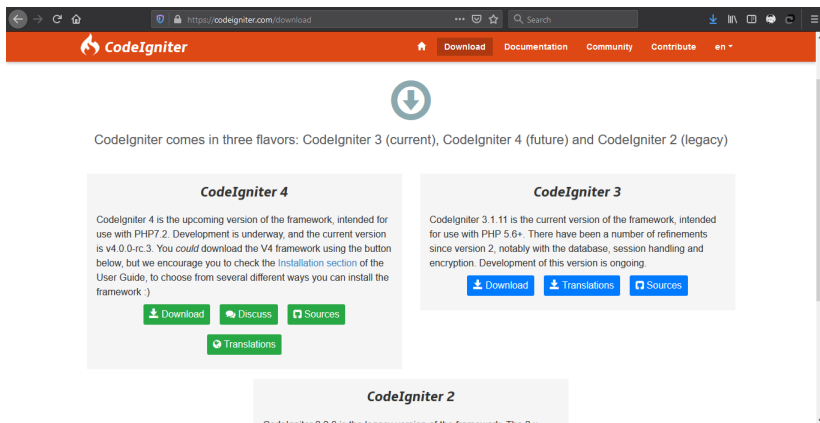 https://codeigniter.com/download
Search
CodeIgniter
Download
Documentation
Community
Contribute
en
CodeIgniter comes in three flavors: CodeIgniter 3 (current), CodeIgniter 4 (future) and CodeIgniter 2 (legacy)
CodeIgniter 4
CodeIgniter 4 is the upcoming version of the framework, intended for
use with PHP7.2. Development is underway, and the current version
is v4.0.0-rc.3. You could download the V4 framework using the button
below, but we encourage you to check the Installation section of the
User Guide, to choose from several different ways you can install the
framework :)
Download
Discuss
Sources
Translations
CodeIgniter 3
CodeIgniter 3.1.11 is the current version of the framework, intended
for use with PHP 5.6+. There have been a number of refinements
since version 2, notably with the database, session handling and
encryption. Development of this version is ongoing.
Download
Translations
Sources
CodeIgniter 2